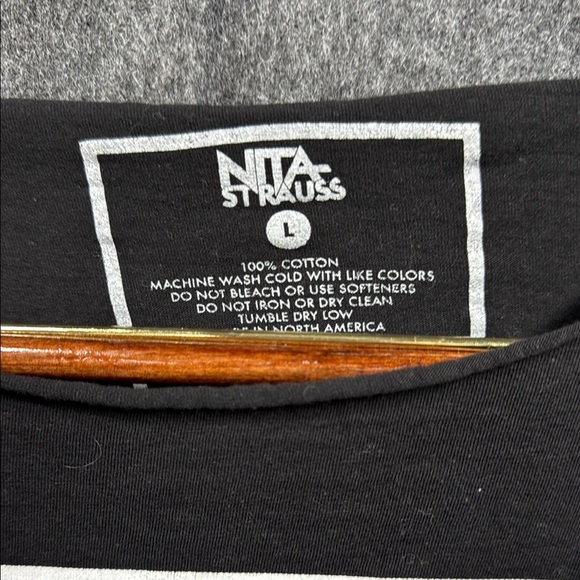 NITA
STRAUSS
L
100% COTTON
MACHINE WASH COLD WITH LIKE COLORS
DO NOT BLEACH OR USE SOFTENERS
DO NOT IRON OR DRY CLEAN
TUMBLE DRY LOW
IN NORTH AMERICA